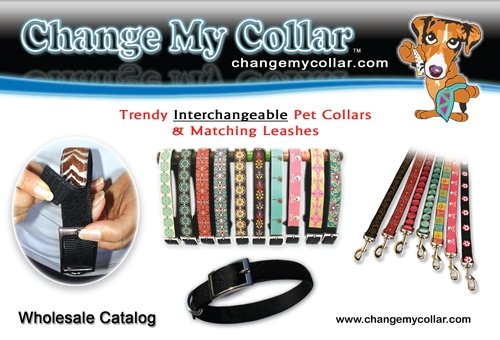 Change My Collar™
changemycollar.com
Trendy Interchangeable Pet Collars
& Matching Leashes
Wholesale Catalog
www.changemycollar.com